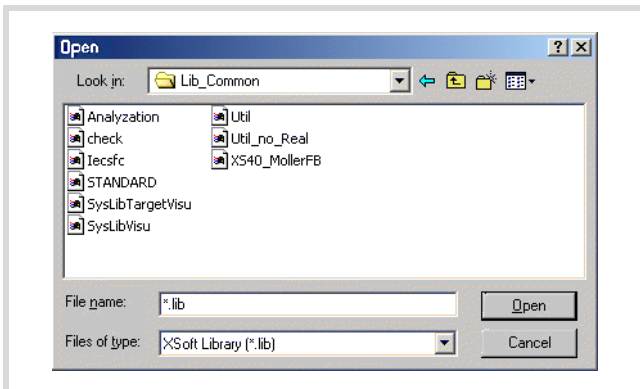 Open
Look in: Lib_Common
Analyzation
check
Iecsfc
STANDARD
SysLibTargetVisu
SysLibVisu
Util
Util_no_Real
XS40_MollerFB
File name: *.lib
Open
Files of type: XSoft Library (*.lib)
Cancel